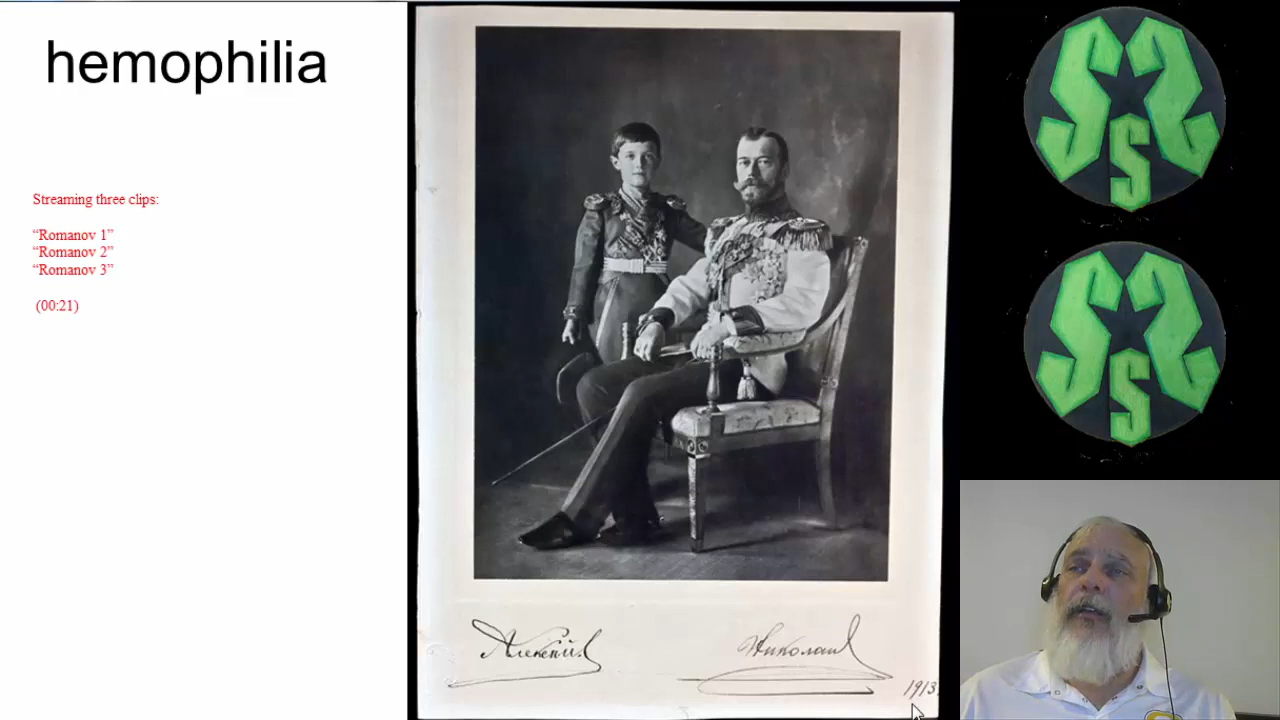 hemophilia
Streaming three clips:
“Romanov 1”
“Romanov 2”
“Romanov 3”
(00:21)
Алексѣй
Николай
1913.
S S S
S S S